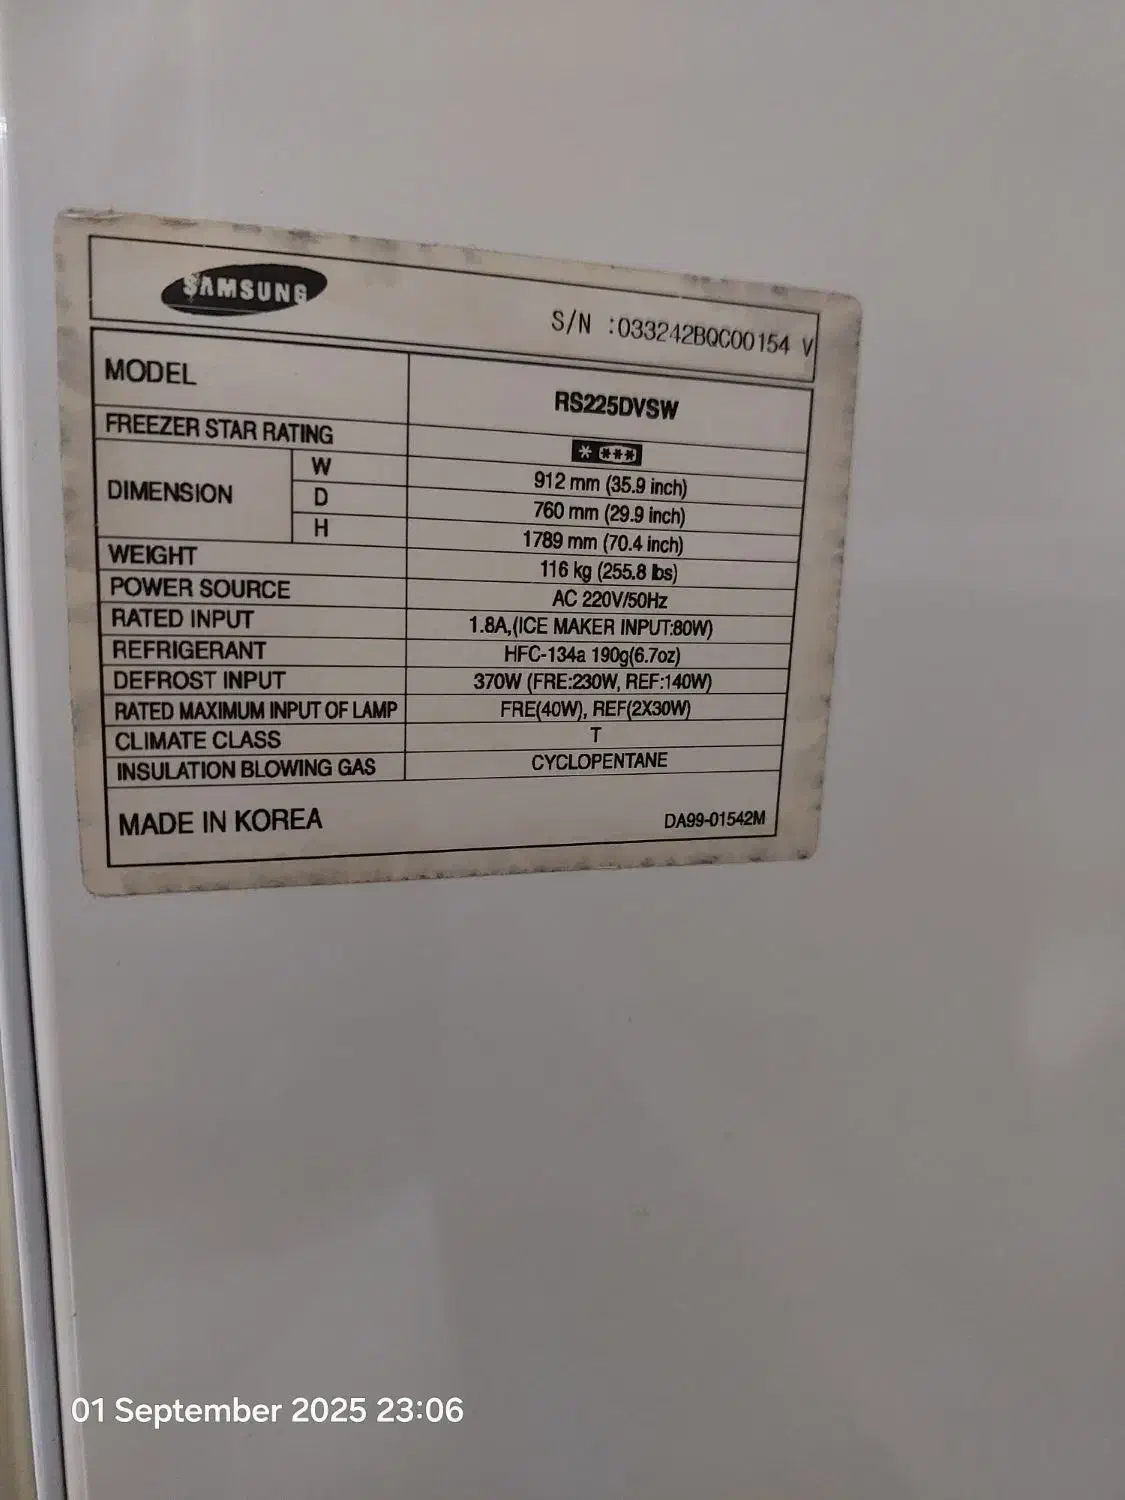 SAMSUNG
S/N :033242BQC00154 V
MODEL RS225DVSW
FREEZER STAR RATING * (***)
DIMENSION W 912 mm (35.9 inch)
D 760 mm (29.9 inch)
H 1789 mm (70.4 inch)
WEIGHT 116 kg (255.8 lbs)
POWER SOURCE AC 220V/50Hz
RATED INPUT 1.8A,(ICE MAKER INPUT:80W)
REFRIGERANT HFC-134a 190g(6.7oz)
DEFROST INPUT 370W (FRE:230W, REF:140W)
RATED MAXIMUM INPUT OF LAMP FRE(40W), REF(2X30W)
CLIMATE CLASS T
INSULATION BLOWING GAS CYCLOPENTANE
MADE IN KOREA DA99-01542M
01 September 2025 23:06